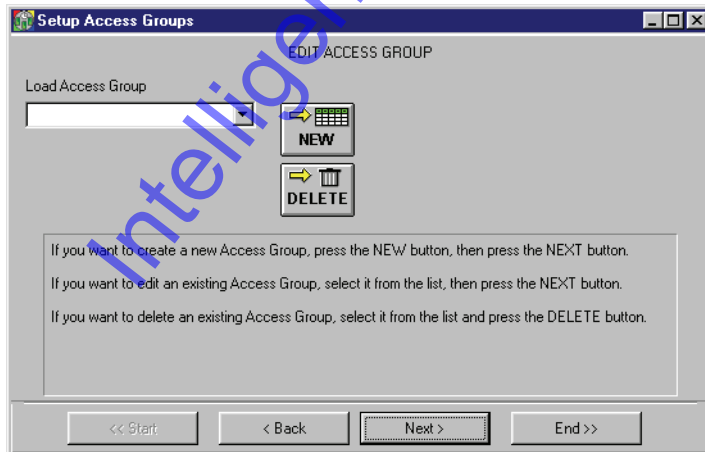 Setup Access Groups
EDIT ACCESS GROUP
Load Access Group
NEW
DELETE
If you want to create a new Access Group, press the NEW button, then press the NEXT button.
If you want to edit an existing Access Group, select it from the list, then press the NEXT button.
If you want to delete an existing Access Group, select it from the list and press the DELETE button.
<< Start
< Back
Next >
End >>
Intelligen